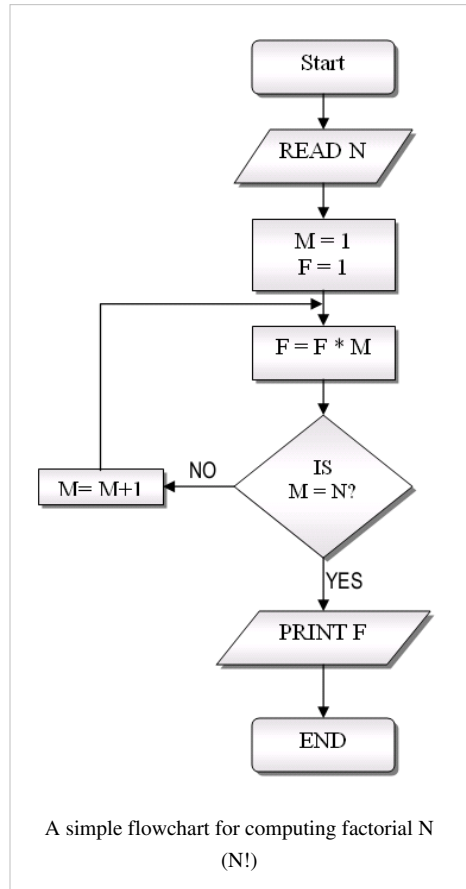 Start
READ N
M = 1
F = 1
F = F * M
IS
M = N?
NO
M= M+1
YES
PRINT F
END
A simple flowchart for computing factorial N
(N!)